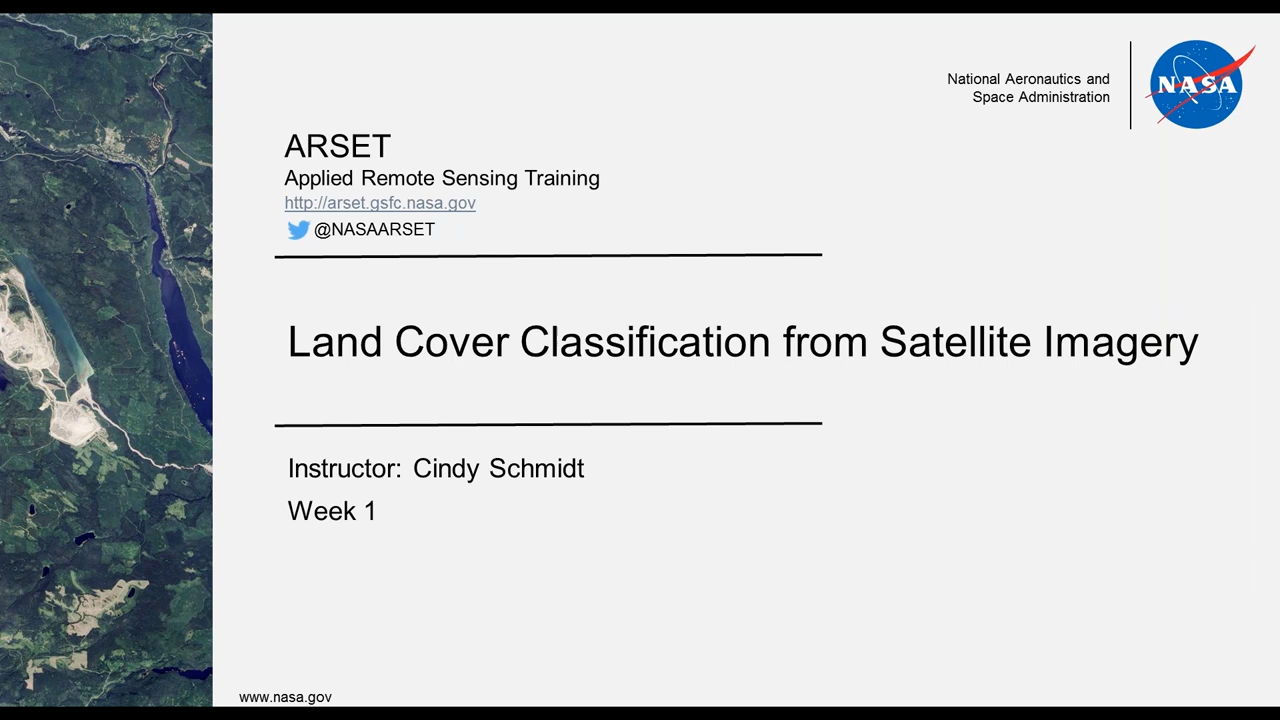 National Aeronautics and
Space Administration
NASA
ARSET
Applied Remote Sensing Training
http://arset.gsfc.nasa.gov
@NASAARSET
Land Cover Classification from Satellite Imagery
Instructor: Cindy Schmidt
Week 1
www.nasa.gov